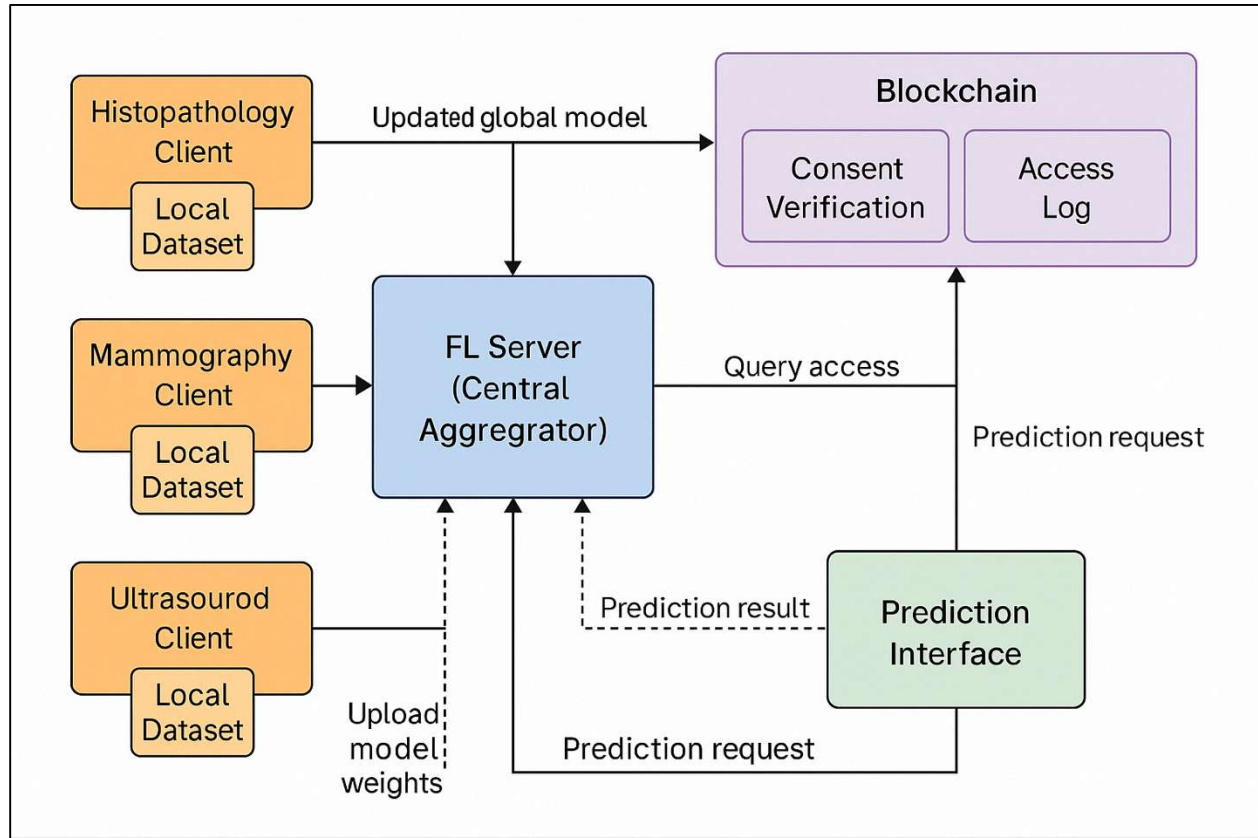 Histopathology
Client
Local
Dataset
Updated global model
Blockchain
Consent
Verification
Access
Log
Mammography
Client
Local
Dataset
FL Server
(Central
Aggregrator)
Query access
Prediction request
Ultrasourod
Client
Local
Dataset
Upload
model
weights
Prediction result
Prediction request
Prediction
Interface